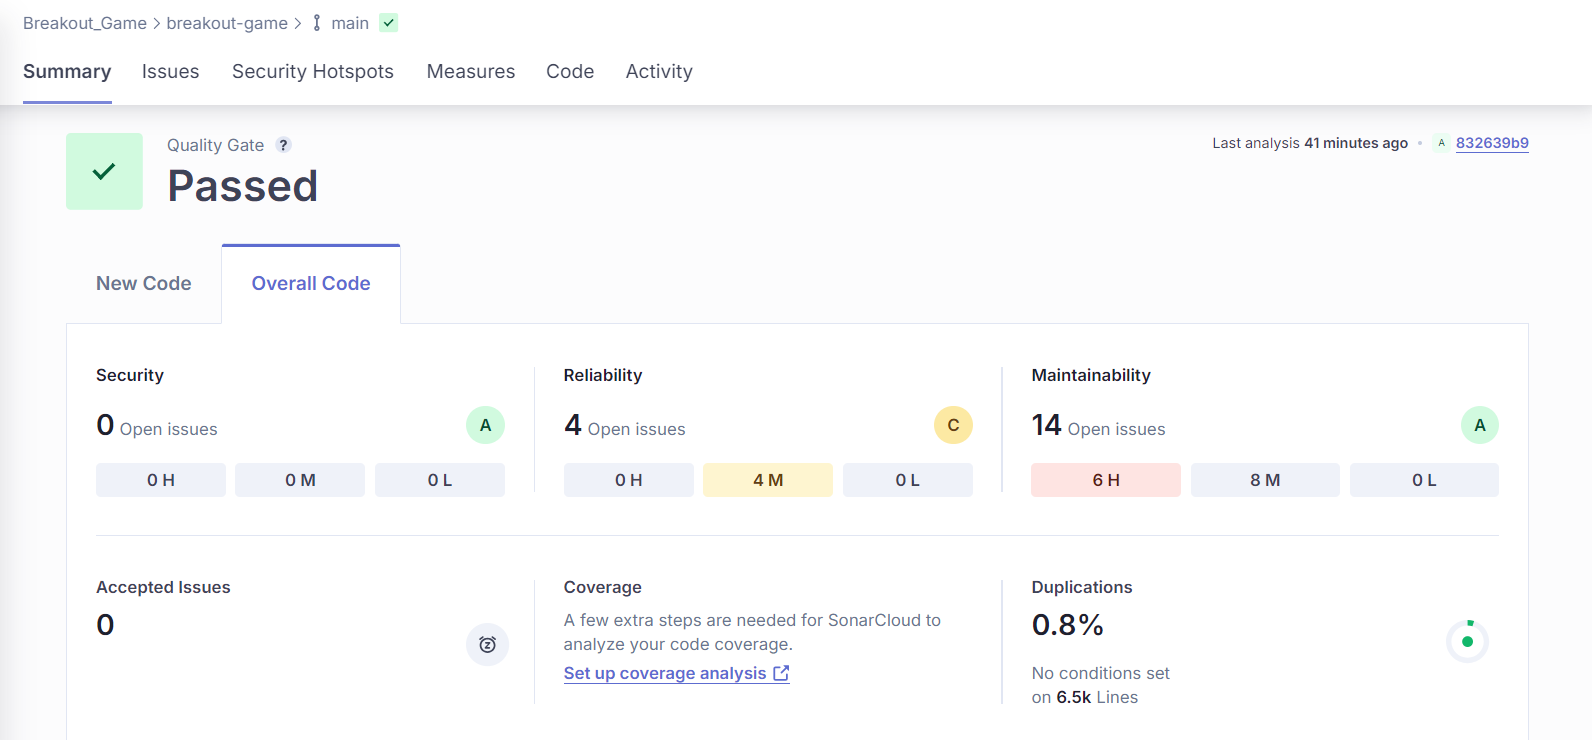 Breakout_Game > breakout-game > main
Summary Issues Security Hotspots Measures Code Activity
Quality Gate ?
Passed
Last analysis 41 minutes ago • A 832639b9
New Code Overall Code
Security
0 Open issues A
0 H 0 M 0 L
Reliability
4 Open issues C
0 H 4 M 0 L
Maintainability
14 Open issues A
6 H 8 M 0 L
Accepted Issues
0
Coverage
A few extra steps are needed for SonarCloud to
analyze your code coverage.
Set up coverage analysis
Duplications
0.8%
No conditions set
on 6.5k Lines